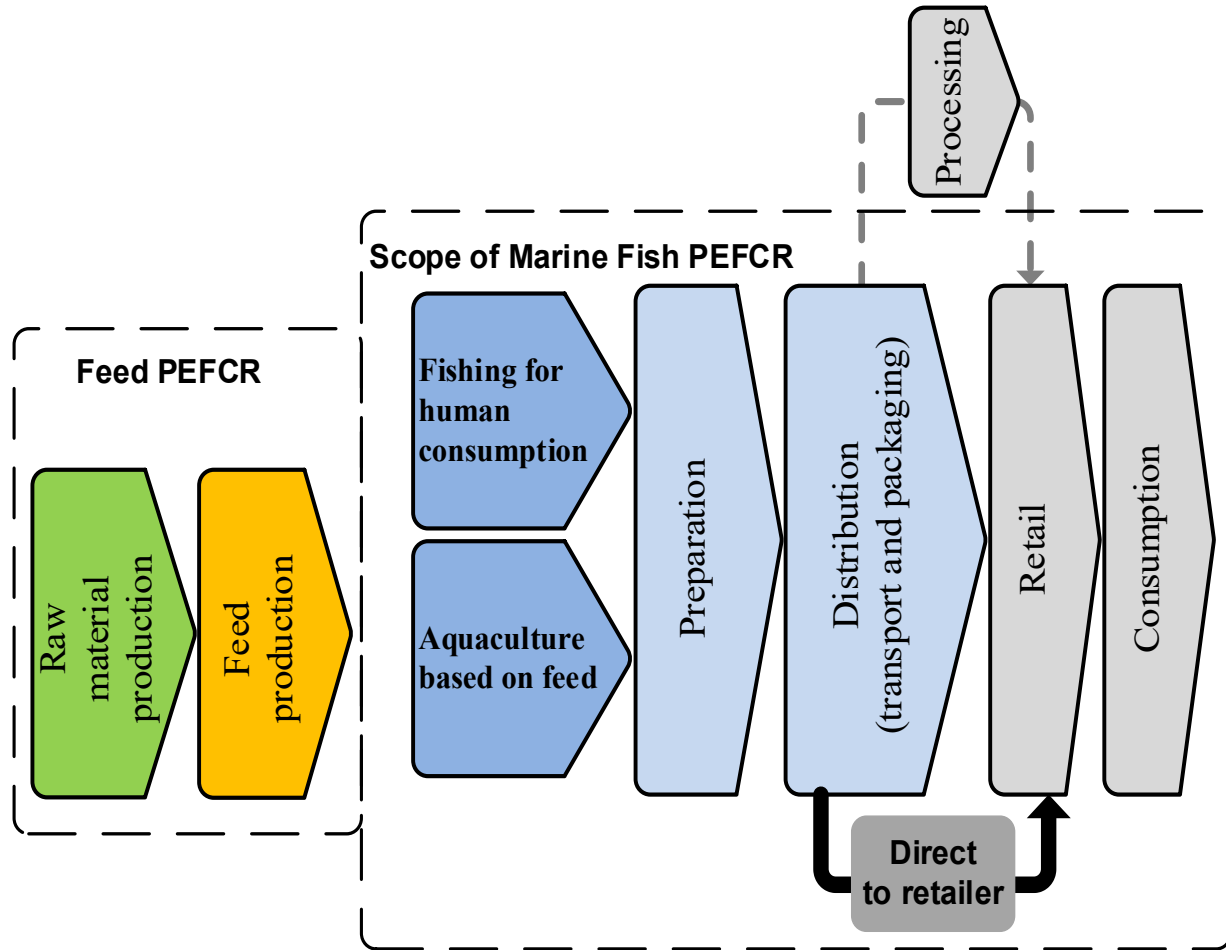 Processing
Scope of Marine Fish PEFCR
Feed PEFCR
Raw
material
production
Feed
production
Fishing for
human
consumption
Aquaculture
based on feed
Preparation
Distribution
(transport and packaging)
Retail
Consumption
Direct
to retailer